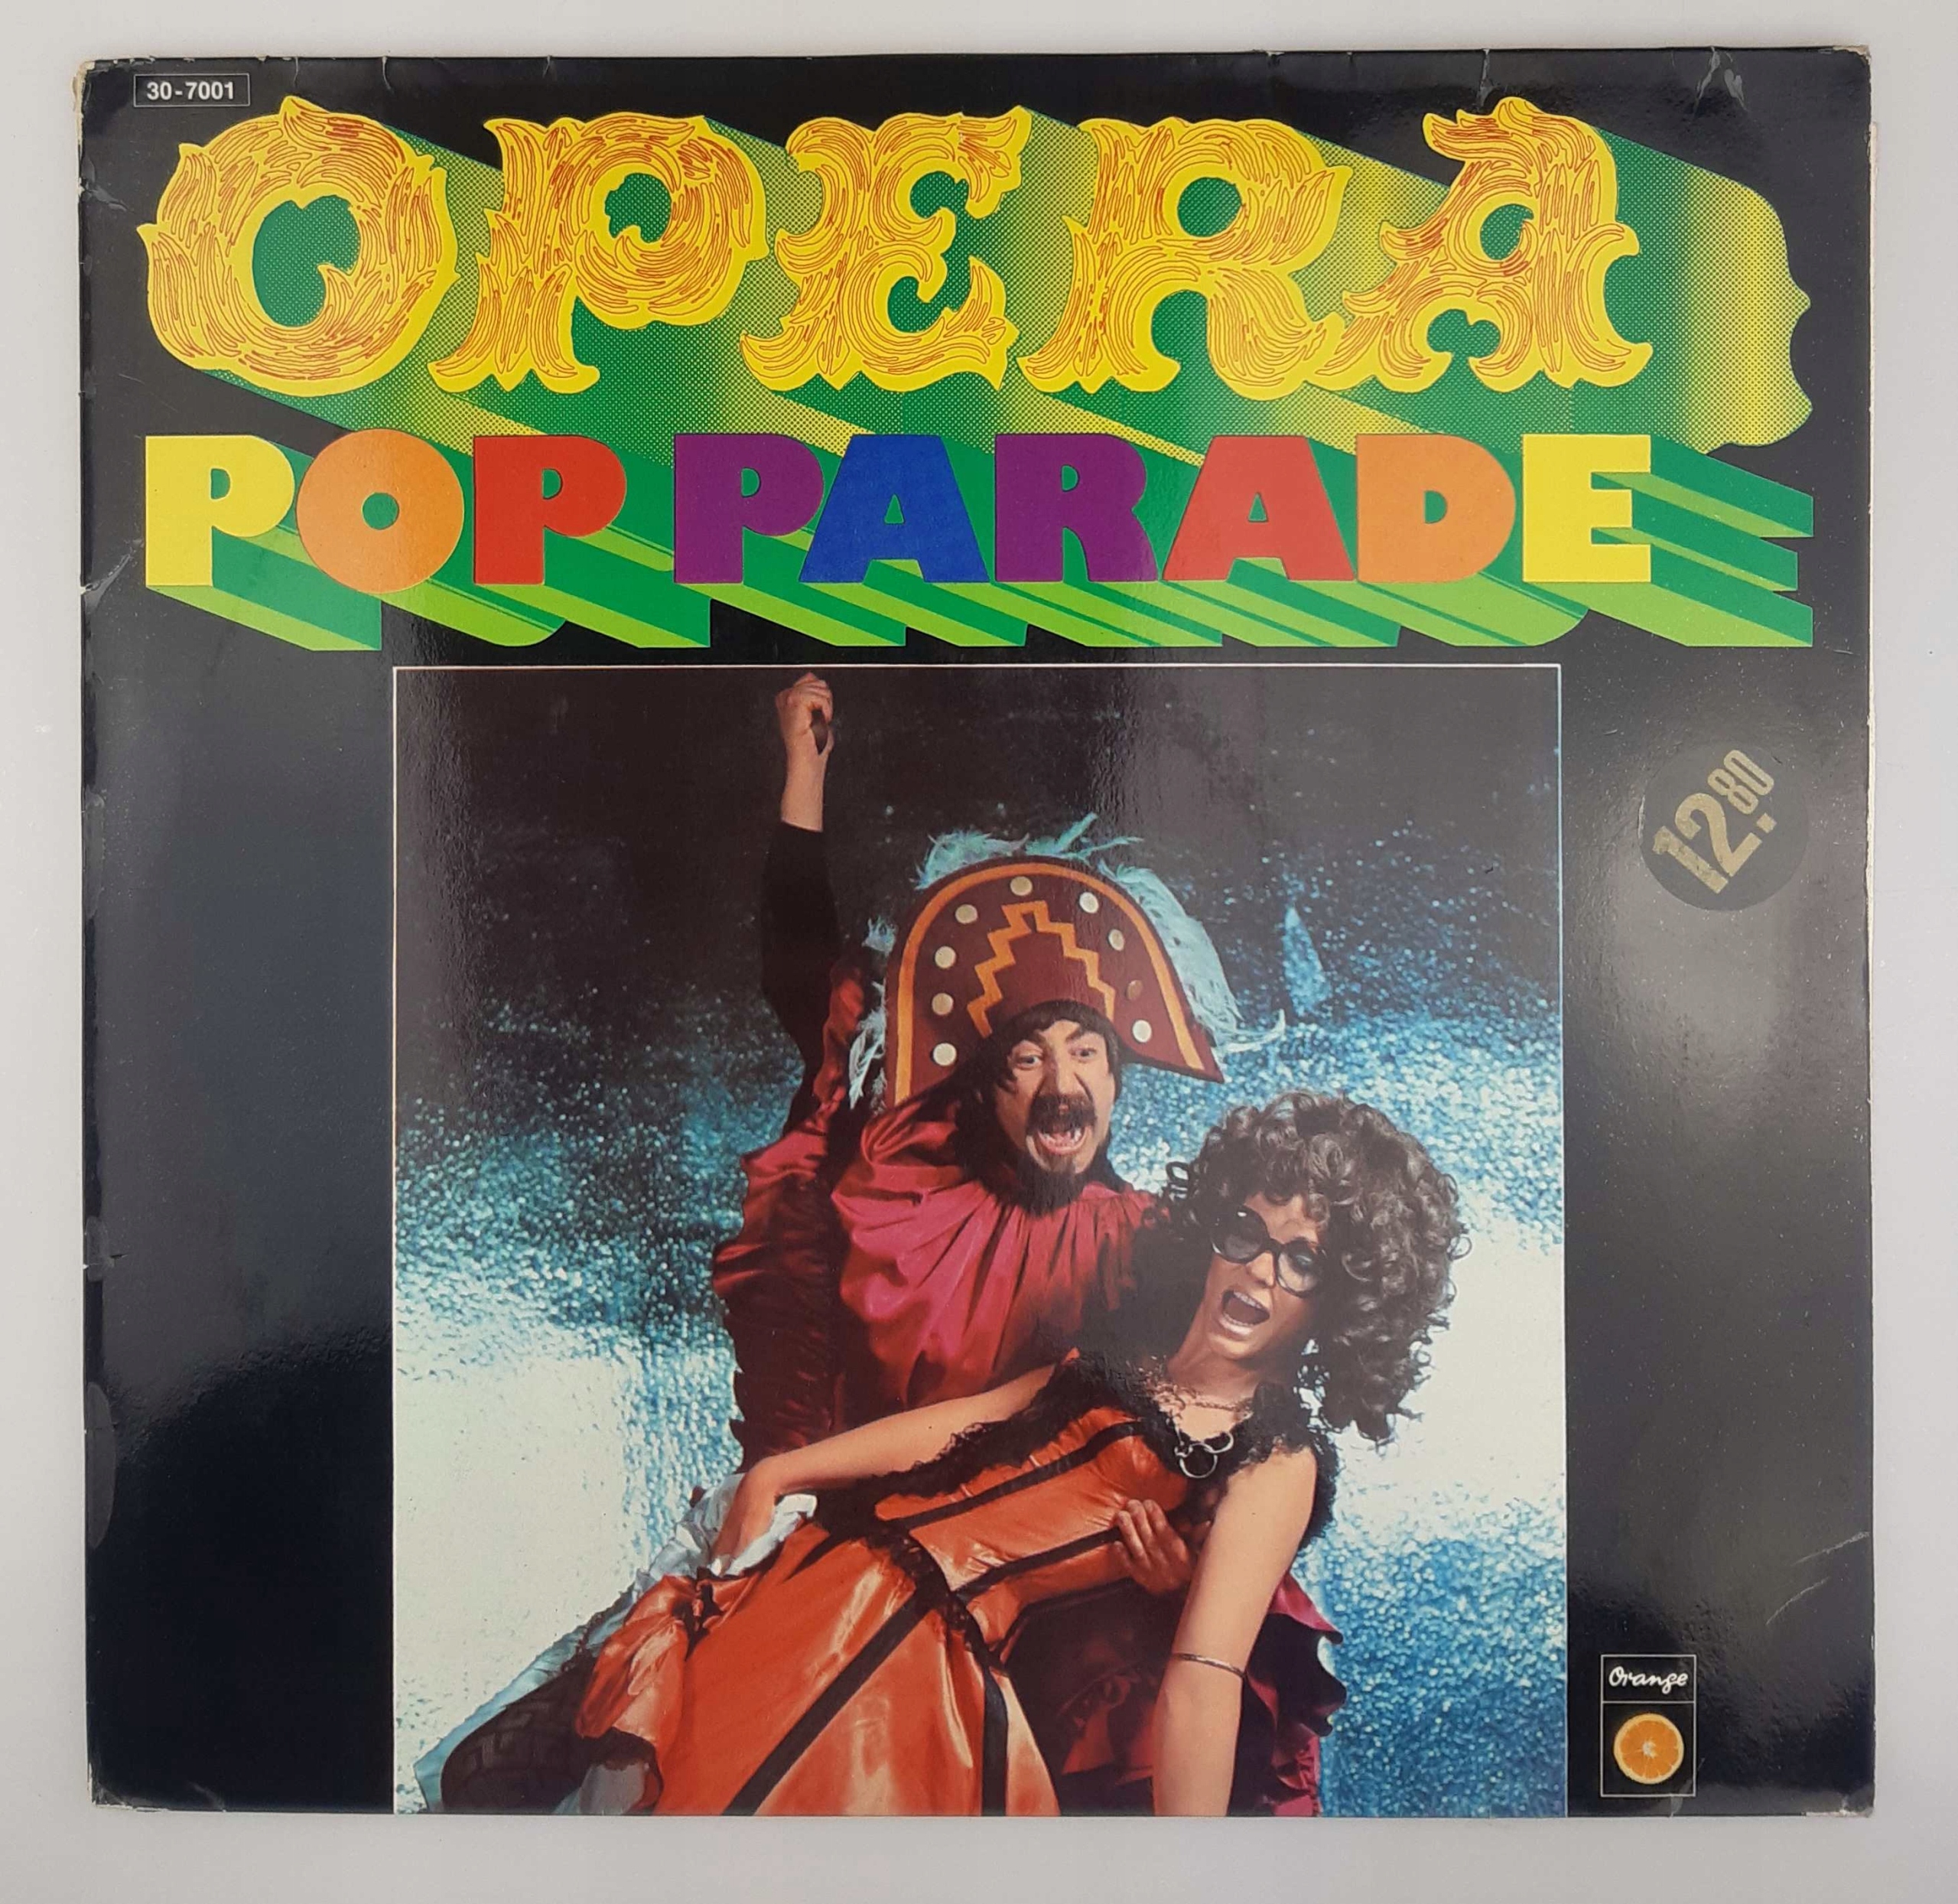 30-7001
OPERA
POP PARADE
12.80
Orange